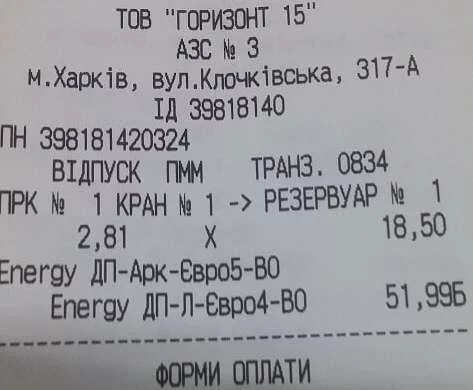 ТОВ "ГОРИЗОНТ 15"
АЗС № 3
м.Харків, вул.Клочківська, 317-А
ІД 39818140
ПН 398181420324
ВІДПУСК ПММ ТРАНЗ. 0834
ПРК № 1 КРАН № 1 -> РЕЗЕРВУАР № 1
2,81 X 18,50
Energy ДП-Арк-Євро5-В0
Energy ДП-Л-Євро4-В0 51,99Б
ФОРМИ ОПЛАТИ